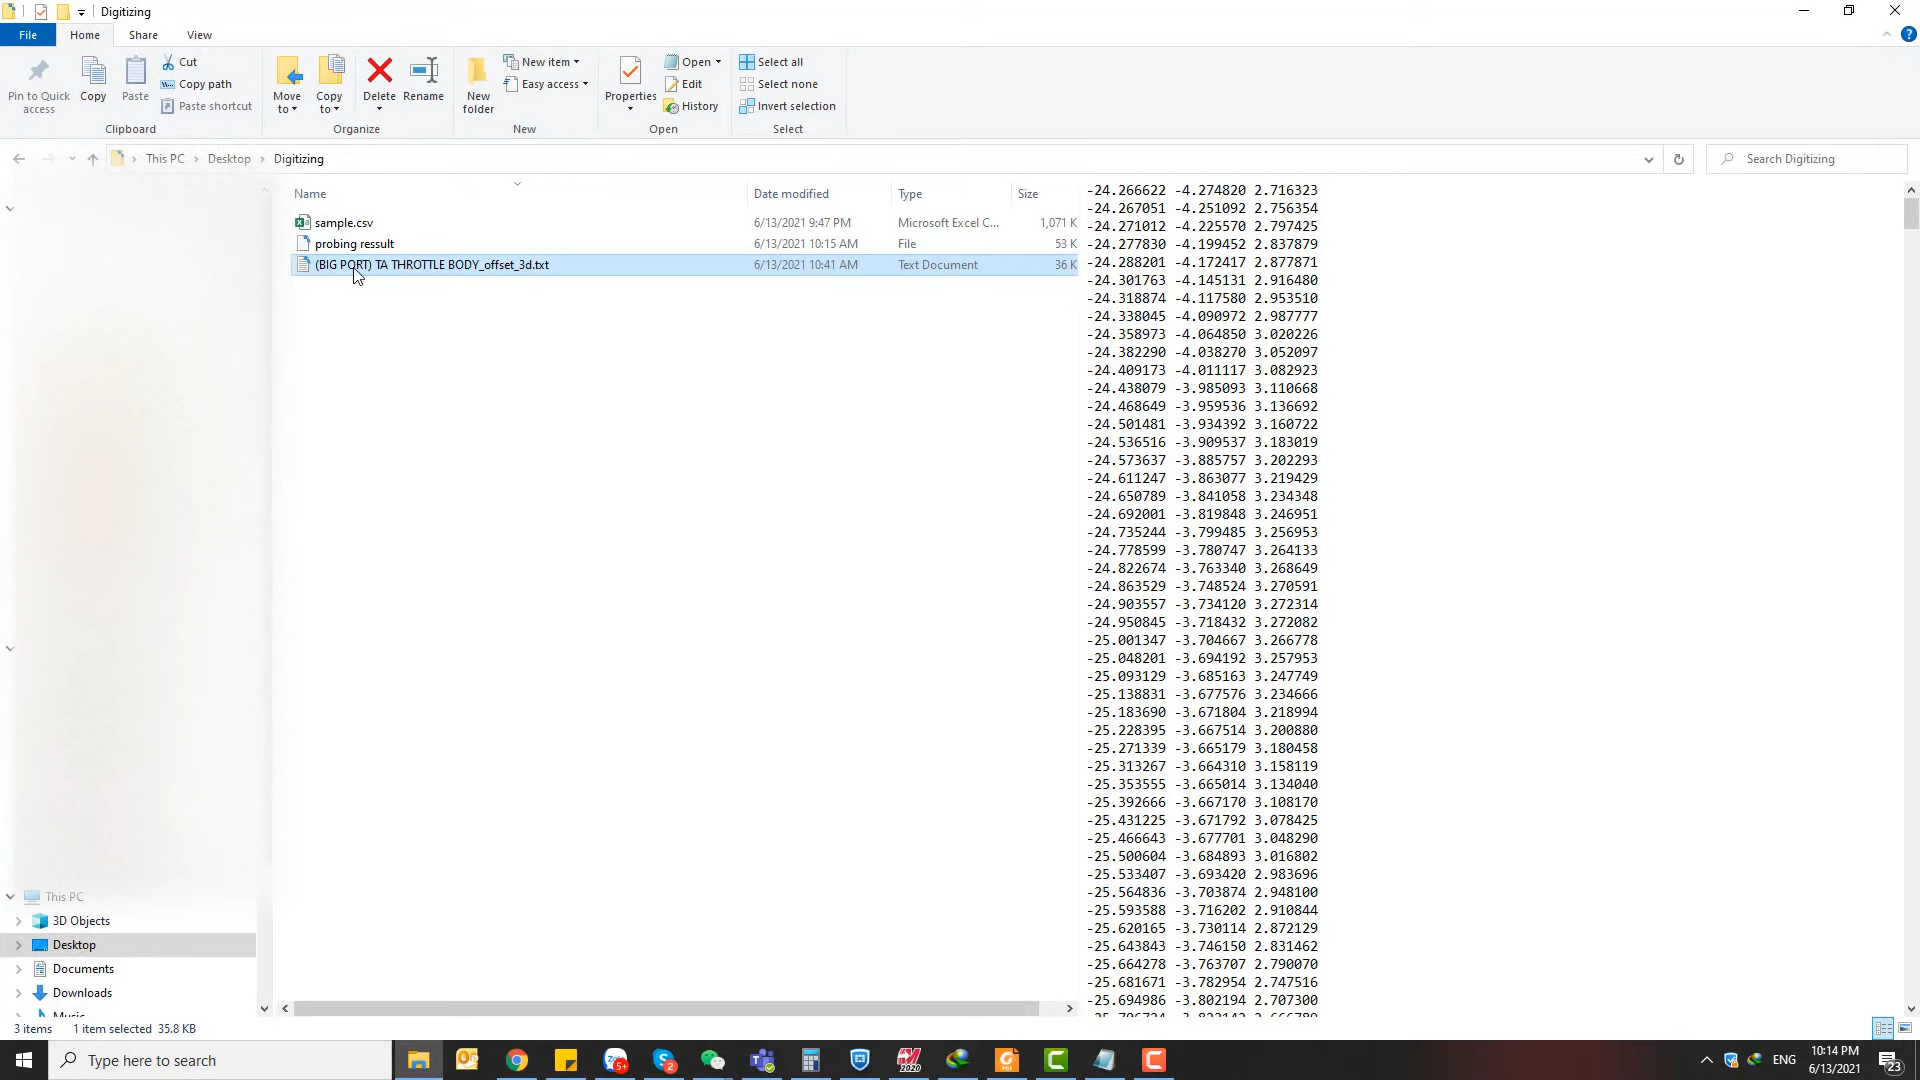 Digitizing
File Home Share View
Pin to Quick access
Copy
Paste
Cut
Copy path
Paste shortcut
Clipboard
Move to
Copy to
Delete
Rename
Organize
New folder
New item
Easy access
New
Properties
Open
Edit
History
Open
Select all
Select none
Invert selection
Select
This PC > Desktop > Digitizing
Search Digitizing
Name Date modified Type Size
sample.csv 6/13/2021 9:47 PM Microsoft Excel C... 1,071 K
probing ressult 6/13/2021 10:15 AM File 53 K
(BIG PORT) TA THROTTLE BODY_offset_3d.txt 6/13/2021 10:41 AM Text Document 36 K
-24.266622 -4.274820 2.716323
-24.267051 -4.251092 2.756354
-24.271012 -4.225570 2.797425
-24.277830 -4.199452 2.837879
-24.288201 -4.172417 2.877871
-24.301763 -4.145131 2.916480
-24.318874 -4.117580 2.953510
-24.338045 -4.090972 2.987777
-24.358973 -4.064850 3.020226
-24.382290 -4.038270 3.052097
-24.409173 -4.011117 3.082923
-24.438079 -3.985093 3.110668
-24.468649 -3.959536 3.136692
-24.501481 -3.934392 3.160722
-24.536516 -3.909537 3.183019
-24.573637 -3.885757 3.202293
-24.611247 -3.863077 3.219429
-24.650789 -3.841058 3.234348
-24.692001 -3.819848 3.246951
-24.735244 -3.799485 3.256953
-24.778599 -3.780747 3.264133
-24.822674 -3.763340 3.268649
-24.863529 -3.748524 3.270591
-24.903557 -3.734120 3.272314
-24.950845 -3.718432 3.272082
-25.001347 -3.704667 3.266778
-25.048201 -3.694192 3.257953
-25.093129 -3.685163 3.247749
-25.138831 -3.677576 3.234666
-25.183690 -3.671804 3.218994
-25.228395 -3.667514 3.200880
-25.271339 -3.665179 3.180458
-25.313267 -3.664310 3.158119
-25.353555 -3.665014 3.134040
-25.392666 -3.667170 3.108170
-25.431225 -3.671792 3.078425
-25.466643 -3.677701 3.048290
-25.500604 -3.684893 3.016802
-25.533407 -3.693420 2.983696
-25.564836 -3.703874 2.948100
-25.593588 -3.716202 2.910844
-25.620165 -3.730114 2.872129
-25.643843 -3.746150 2.831462
-25.664278 -3.763707 2.790070
-25.681671 -3.782954 2.747516
-25.694986 -3.802194 2.707300
This PC
3D Objects
Desktop
Documents
Downloads
Music
3 items 1 item selected 35.8 KB
Type here to search
5+
2
2020
ENG
10:14 PM
6/13/2021
23